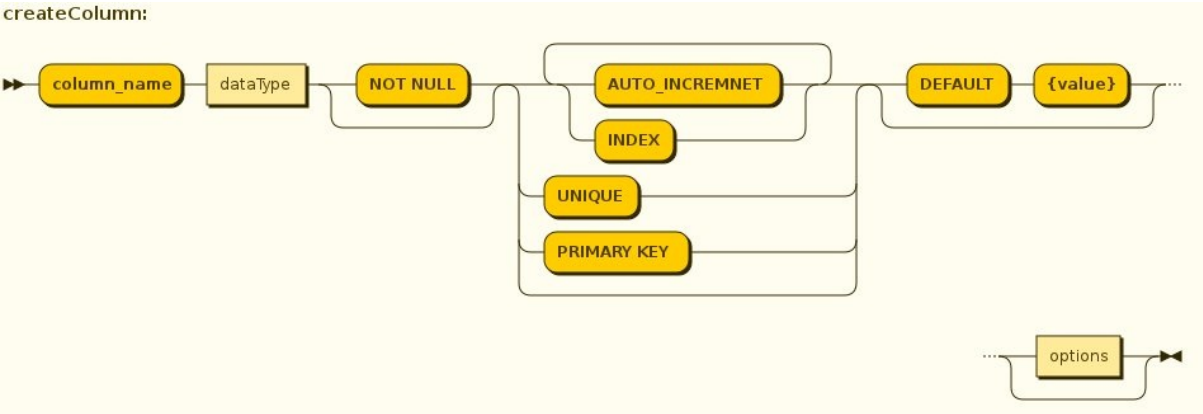 createColumn:
column_name dataType NOT NULL AUTO_INCREMNET DEFAULT {value}
INDEX
UNIQUE
PRIMARY KEY
options